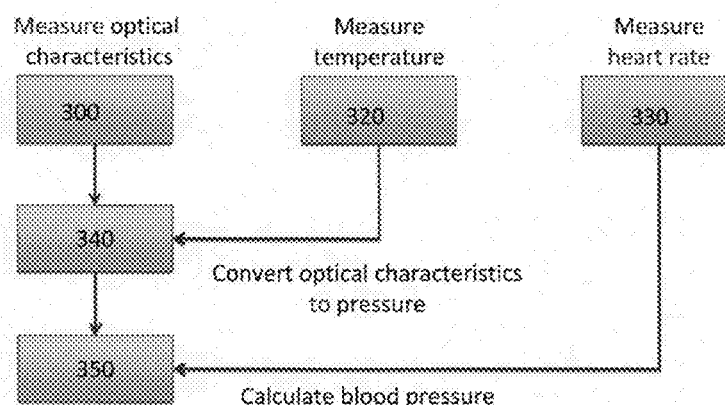 Measure optical
characteristics
300
Measure
temperature
320
Measure
heart rate
330
340
Convert optical characteristics
to pressure
350
Calculate blood pressure